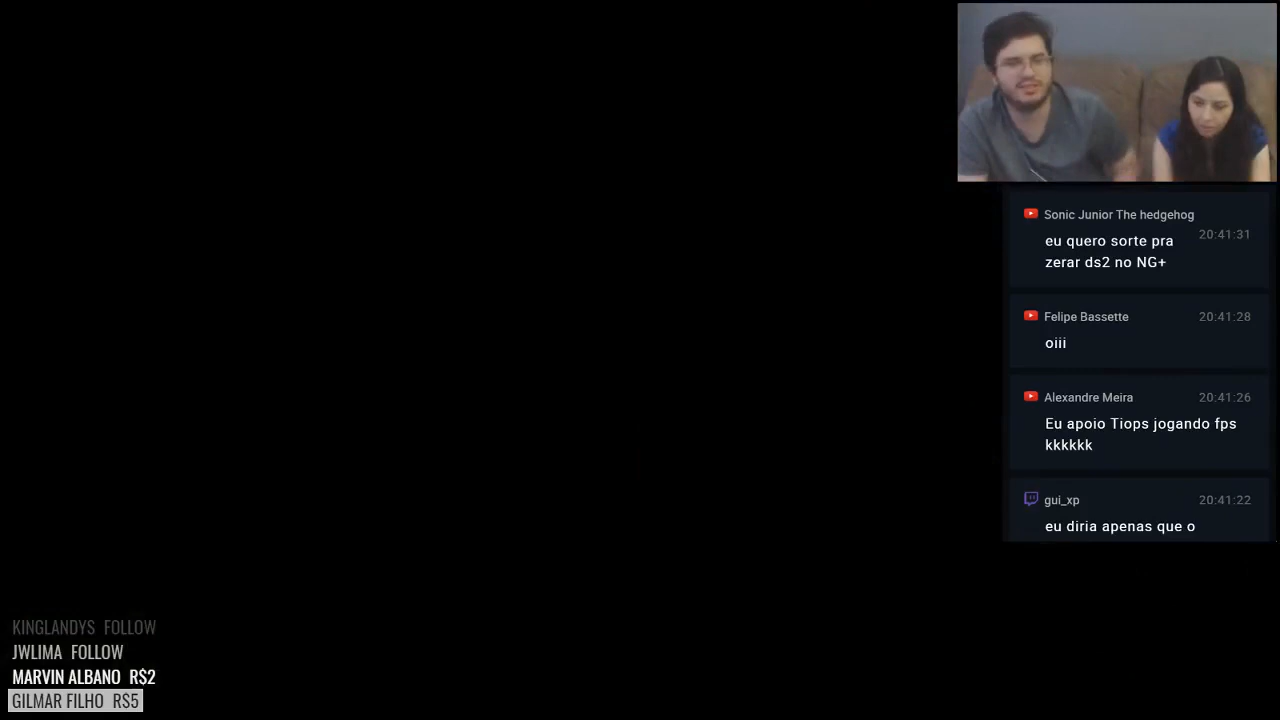 Sonic Junior The hedgehog
20:41:31
eu quero sorte pra
zerar ds2 no NG+
Felipe Bassette 20:41:28
oiii
Alexandre Meira 20:41:26
Eu apoio Tiops jogando fps
kkkkkk
gui_xp 20:41:22
eu diria apenas que o
KINGLANDYS FOLLOW
JWLIMA FOLLOW
MARVIN ALBANO R$2
GILMAR FILHO R$5